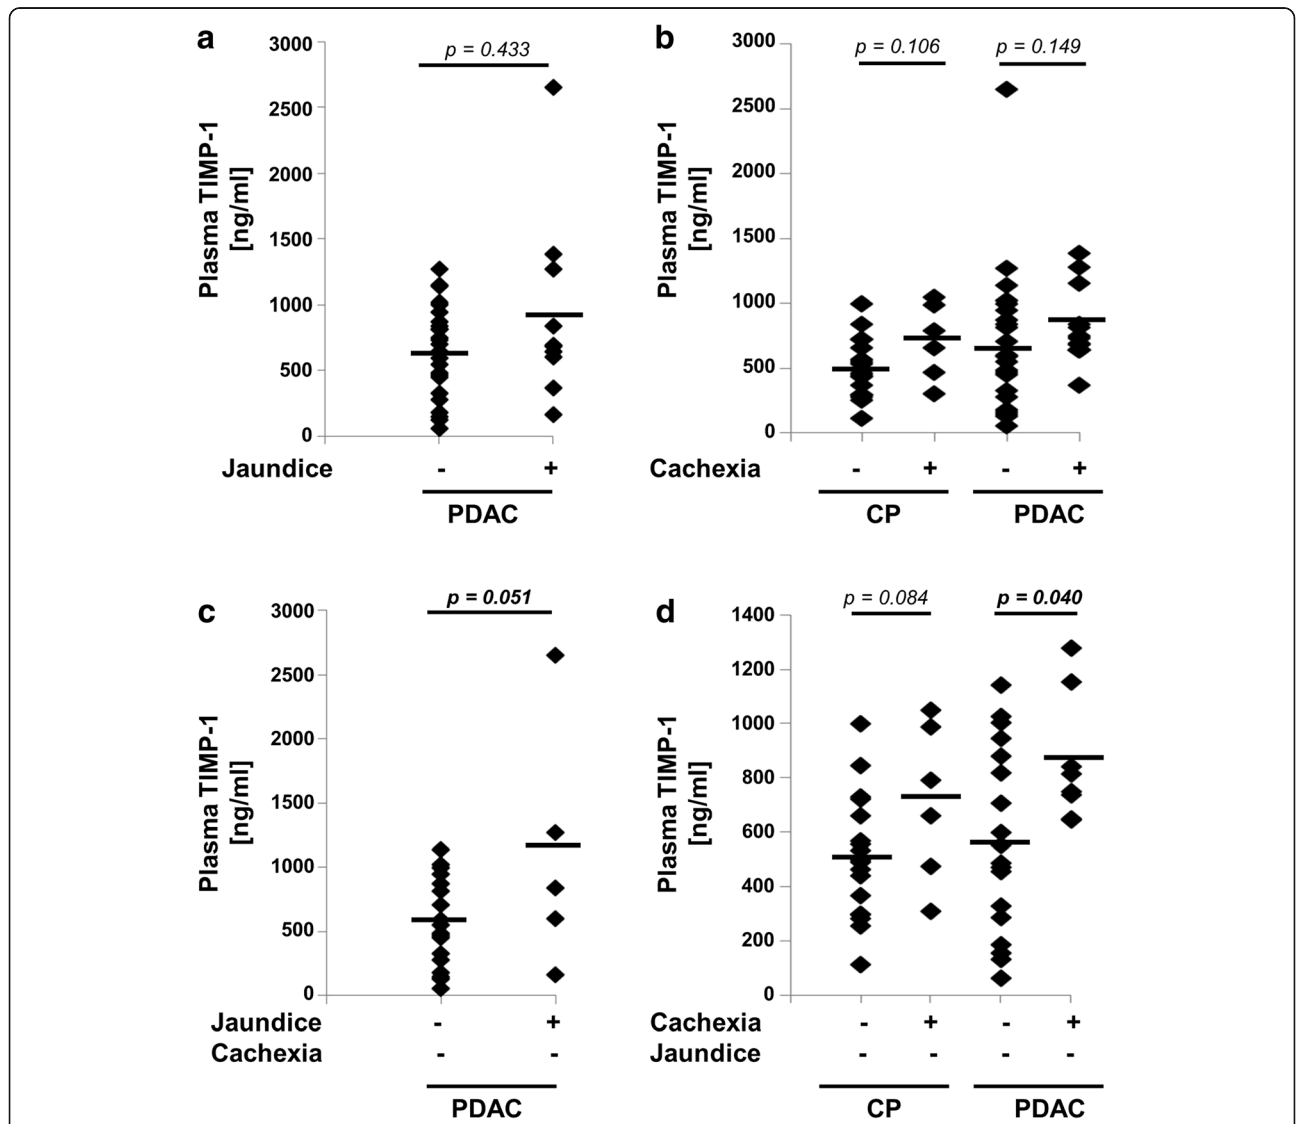 a
p = 0.433
3000
2500
2000
1500
1000
500
0
Plasma TIMP-1
[ng/ml]
Jaundice - +
PDAC
b
p = 0.106 p = 0.149
3000
2500
2000
1500
1000
500
0
Plasma TIMP-1
[ng/ml]
Cachexia - + - +
CP PDAC
c
p = 0.051
3000
2500
2000
1500
1000
500
0
Plasma TIMP-1
[ng/ml]
Jaundice - +
Cachexia - -
PDAC
d
p = 0.084 p = 0.040
1400
1200
1000
800
600
400
200
0
Plasma TIMP-1
[ng/ml]
Cachexia - + - +
Jaundice - - - -
CP PDAC